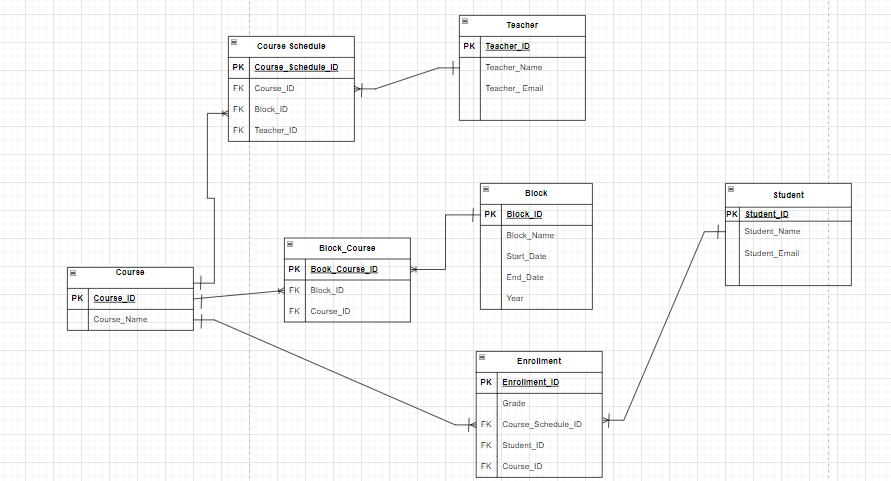 Teacher
PK Teacher_ID
Teacher_Name
Teacher_ Email
Course Schedule
PK Course_Schedule_ID
FK Course_ID
FK Block_ID
FK Teacher_ID
Block
PK Block_ID
Block_Name
Start_Date
End_Date
Year
Student
PK Student_ID
Student_Name
Student_Email
Block_Course
PK Book_Course_ID
FK Block_ID
FK Course_ID
Course
PK Course_ID
Course_Name
Enrollment
PK Enrollment_ID
Grade
FK Course_Schedule_ID
FK Student_ID
FK Course_ID